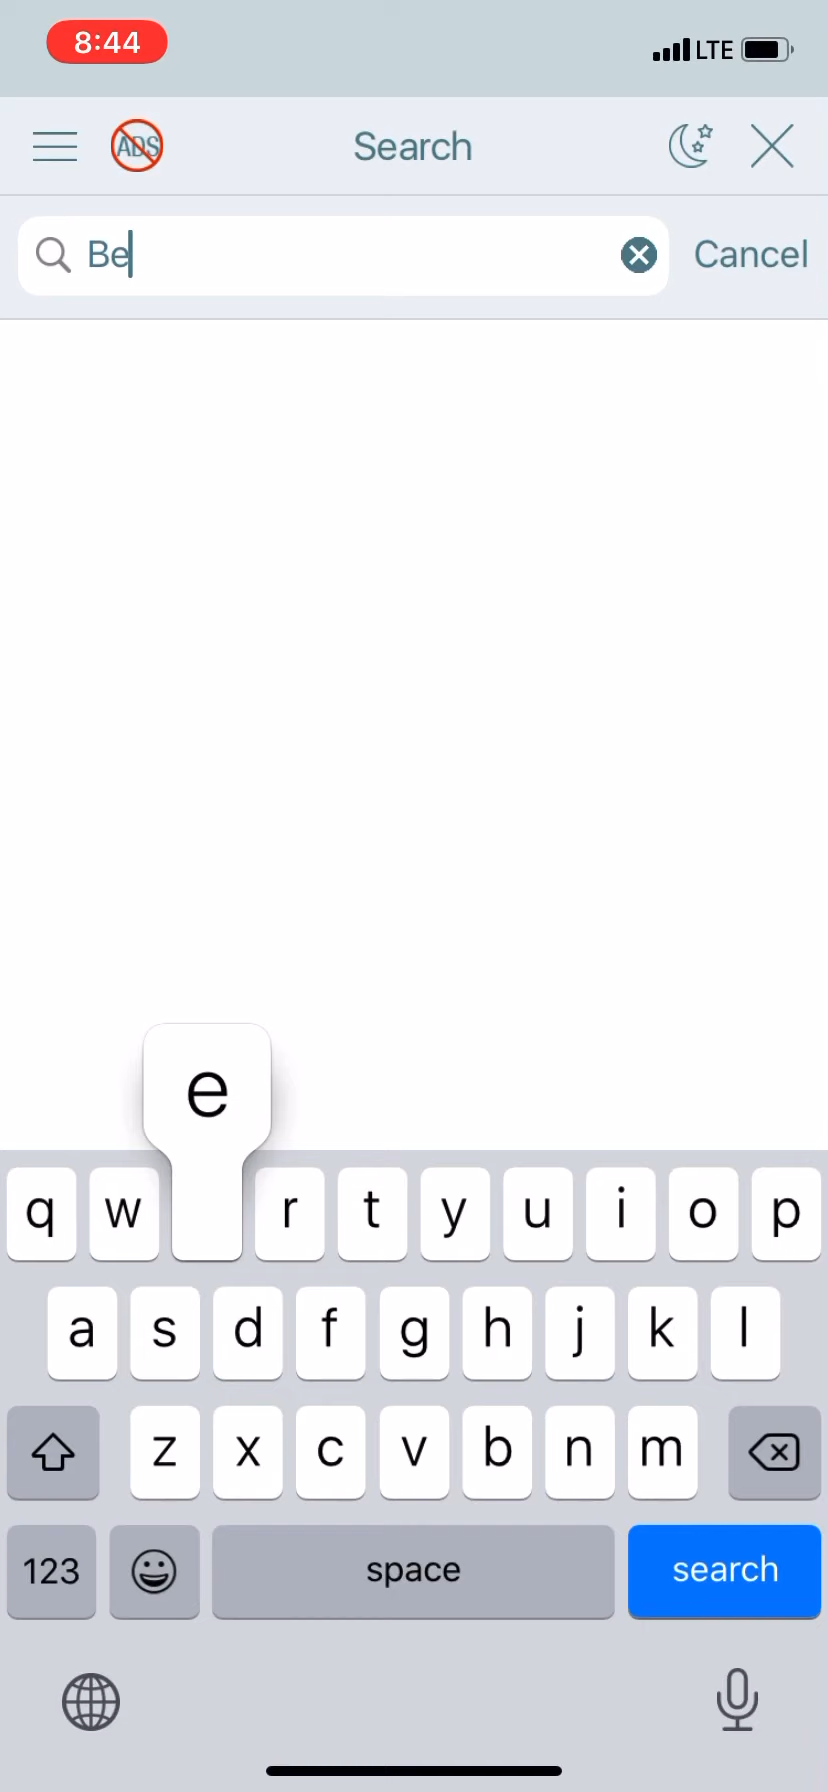 8:44 LTE
ADS Search
Be Cancel
e
q w r t y u i o p
a s d f g h j k l
z x c v b n m
123 space search